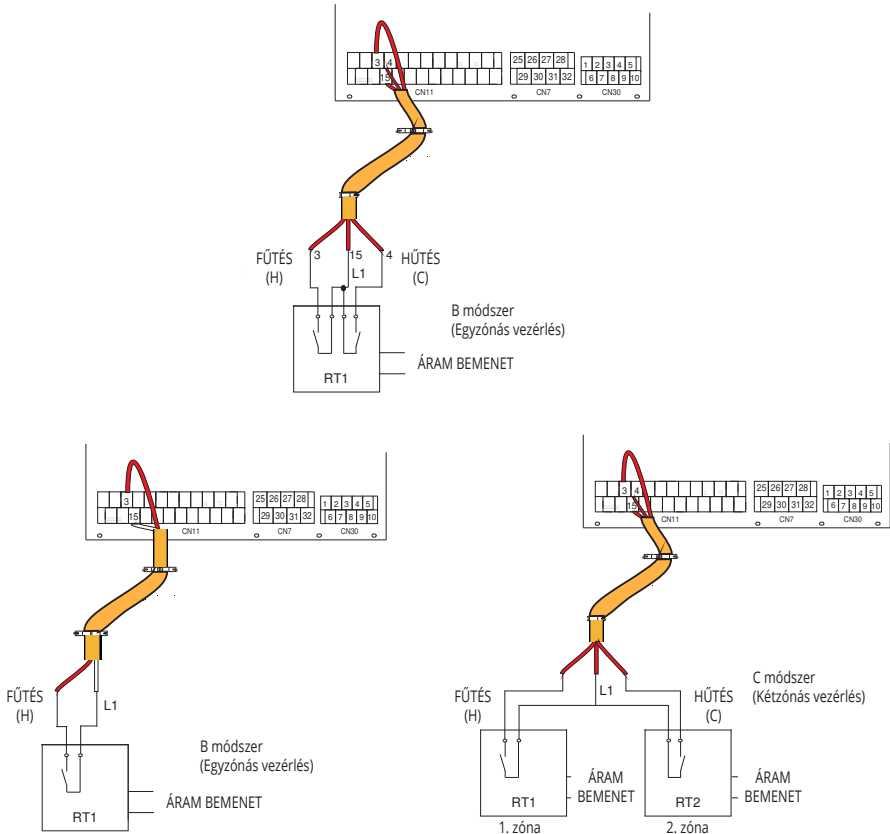 25 26 27 28
3 4
1 2 3 4 5
15
29 30 31 32
6 7 8 9 10
CN11
CN7
CN30
FŰTÉS
(H)
3
15
4
L1
HŰTÉS
(C)
B módszer
(Egyzónás vezérlés)
ÁRAM BEMENET
RT1
3
25 26 27 28
1 2 3 4 5
15
29 30 31 32
6 7 8 9 10
CN11
CN7
CN30
FŰTÉS
(H)
L1
B módszer
(Egyzónás vezérlés)
ÁRAM BEMENET
RT1
3 4
25 26 27 28
1 2 3 4 5
15
29 30 31 32
6 7 8 9 10
CN11
CN7
CN30
FŰTÉS
(H)
L1
HŰTÉS
(C)
C módszer
(Kétzónás vezérlés)
RT1
ÁRAM
BEMENET
1. zóna
RT2
ÁRAM
BEMENET
2. zóna